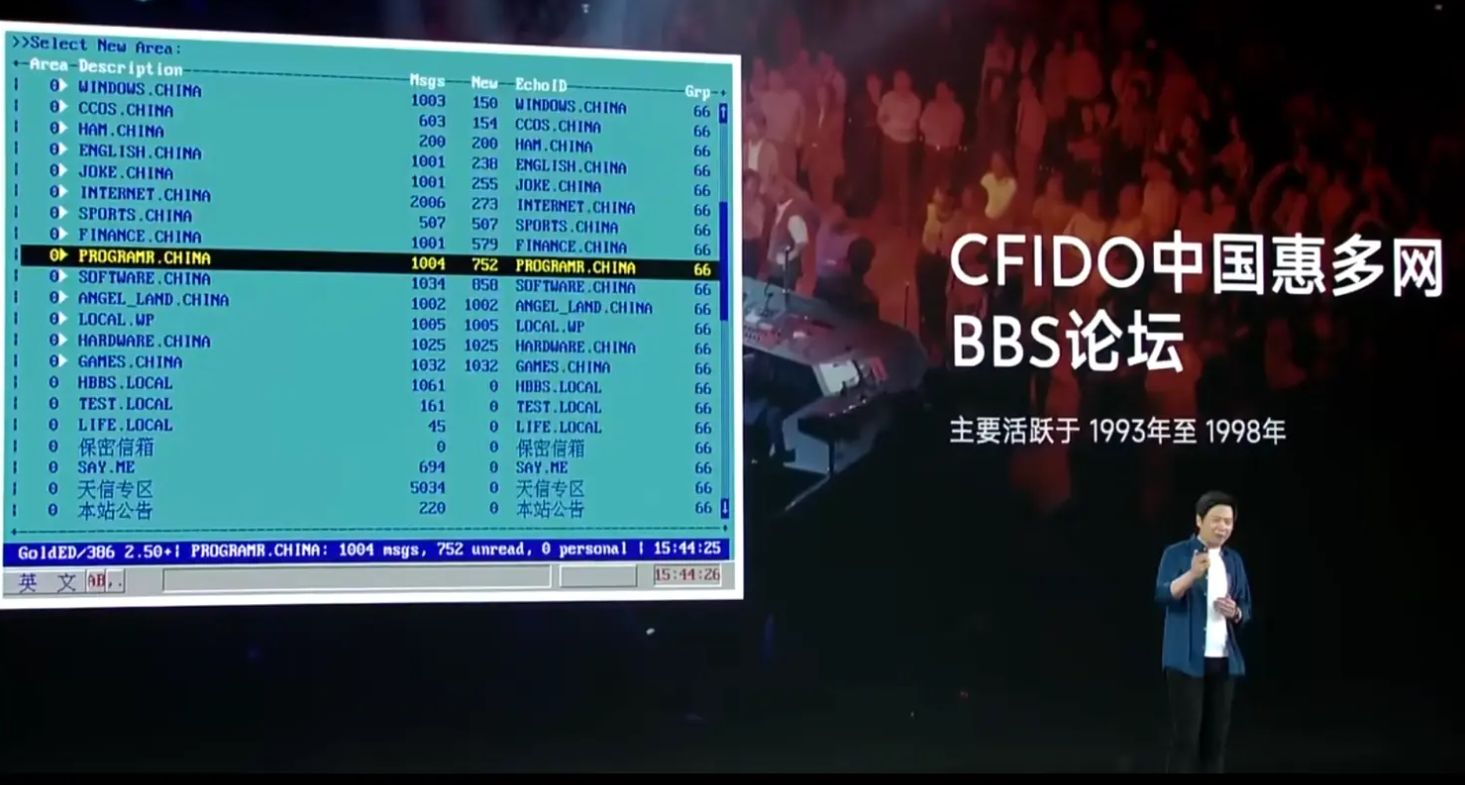 >>Select New Area:
Area Description Msgs New EchoID Grp
0 WINDOWS.CHINA 1003 150 WINDOWS.CHINA 66
0 CCOS.CHINA 603 154 CCOS.CHINA 66
0 HAM.CHINA 200 200 HAM.CHINA 66
0 ENGLISH.CHINA 1001 238 ENGLISH.CHINA 66
0 JOKE.CHINA 1001 255 JOKE.CHINA 66
0 INTERNET.CHINA 2006 273 INTERNET.CHINA 66
0 SPORTS.CHINA 507 507 SPORTS.CHINA 66
0 FINANCE.CHINA 1001 579 FINANCE.CHINA 66
0 PROGRAMR.CHINA 1004 752 PROGRAMR.CHINA 66
0 SOFTWARE.CHINA 1034 858 SOFTWARE.CHINA 66
0 ANGEL_LAND.CHINA 1002 1002 ANGEL_LAND.CHINA 66
0 LOCAL.WP 1005 1005 LOCAL.WP 66
0 HARDWARE.CHINA 1025 1025 HARDWARE.CHINA 66
0 GAMES.CHINA 1032 1032 GAMES.CHINA 66
0 HBBS.LOCAL 1061 0 HBBS.LOCAL 66
0 TEST.LOCAL 161 0 TEST.LOCAL 66
0 LIFE.LOCAL 45 0 LIFE.LOCAL 66
0 保密信箱 0 0 保密信箱 66
0 SAY.ME 694 0 SAY.ME 66
0 天信专区 5034 0 天信专区 66
0 本站公告 220 0 本站公告 66
GoldED/386 2.50+| PROGRAMR.CHINA: 1004 msgs, 752 unread, 0 personal | 15:44:25
英 文 AB,. 15:44:26
CFIDO中国惠多网
BBS论坛
主要活跃于 1993年至 1998年